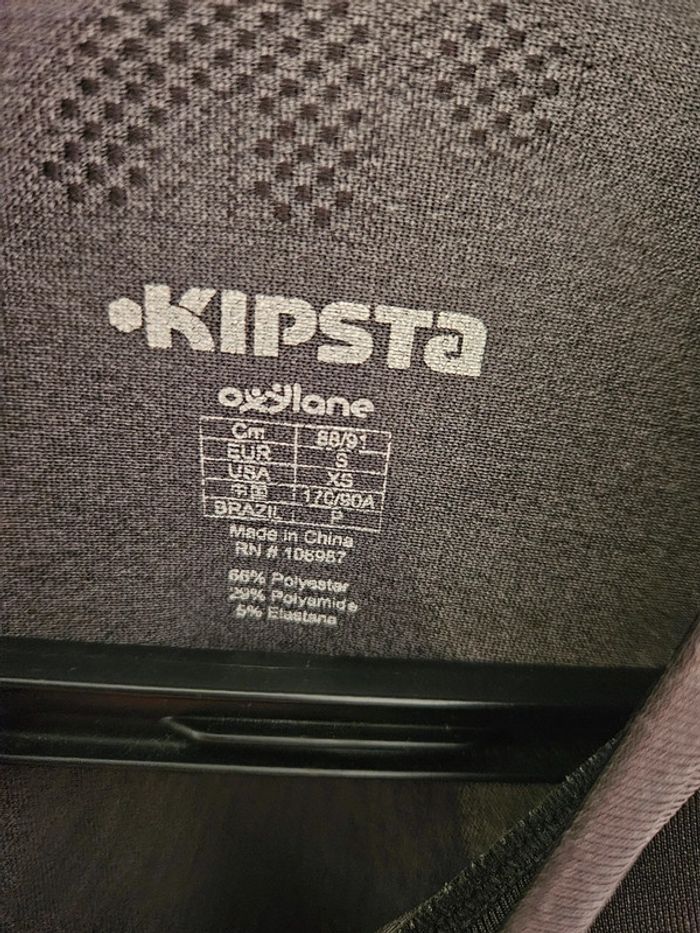 KIPSTA
oxylane
Cm 88/91
EUR S
USA XS
中国 170/90A
BRAZIL P
Made in China
RN # 106987
66% Polyester
29% Polyamide
5% Elastane